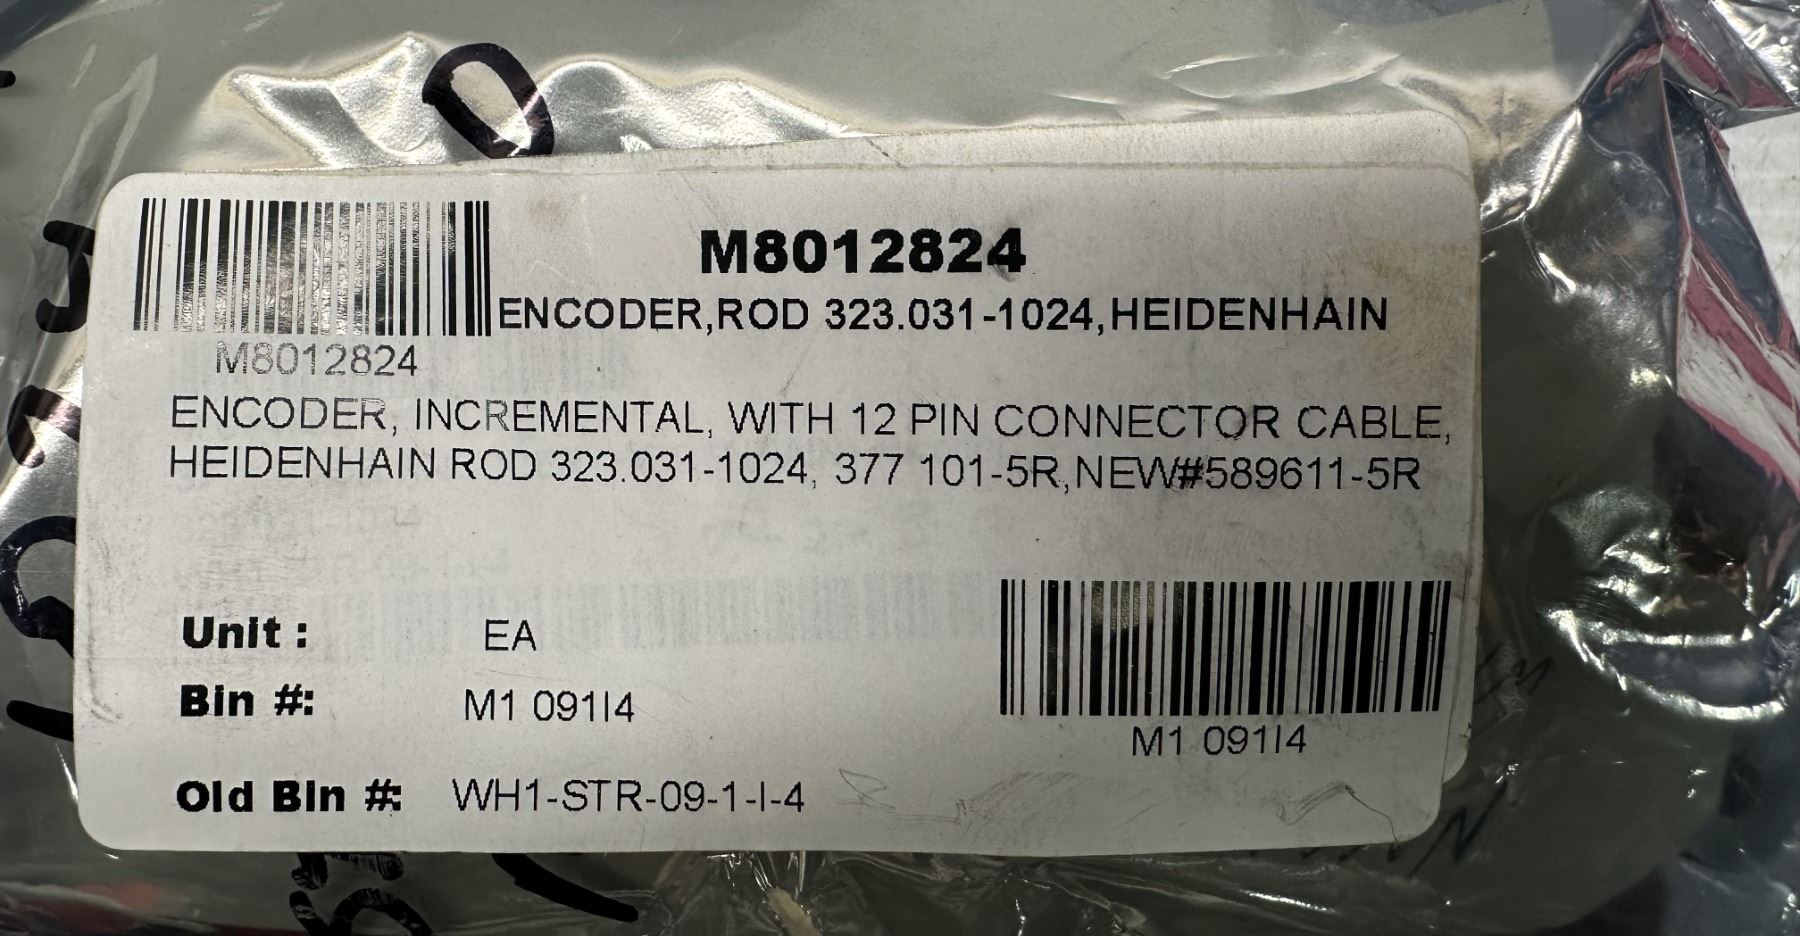 M8012824
ENCODER,ROD 323.031-1024,HEIDENHAIN
M8012824
ENCODER, INCREMENTAL, WITH 12 PIN CONNECTOR CABLE,
HEIDENHAIN ROD 323.031-1024, 377 101-5R,NEW#589611-5R
Unit : EA
Bin #: M1 091I4
M1 091I4
Old Bin #: WH1-STR-09-1-I-4